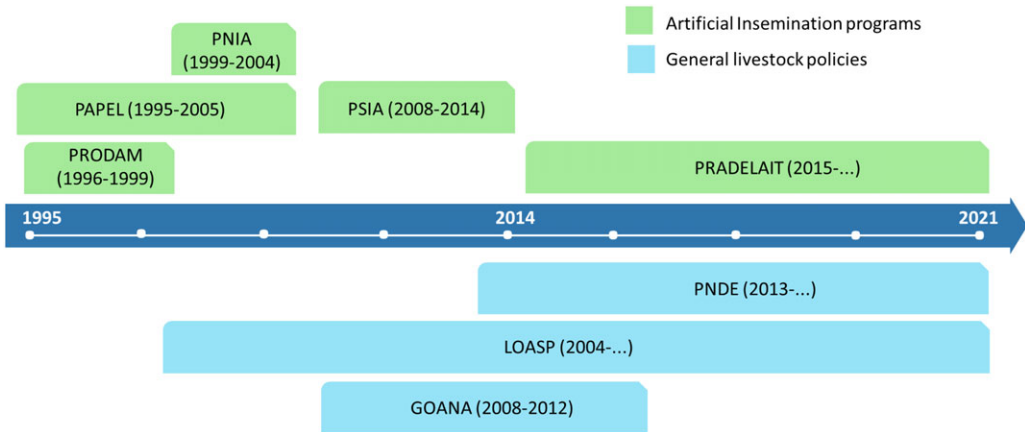 Artificial Insemination programs
General livestock policies
PNIA
(1999-2004)
PAPEL (1995-2005)
PSIA (2008-2014)
PRODAM
(1996-1999)
PRADELAIT (2015-...)
1995
2014
2021
PNDE (2013-...)
LOASP (2004-...)
GOANA (2008-2012)